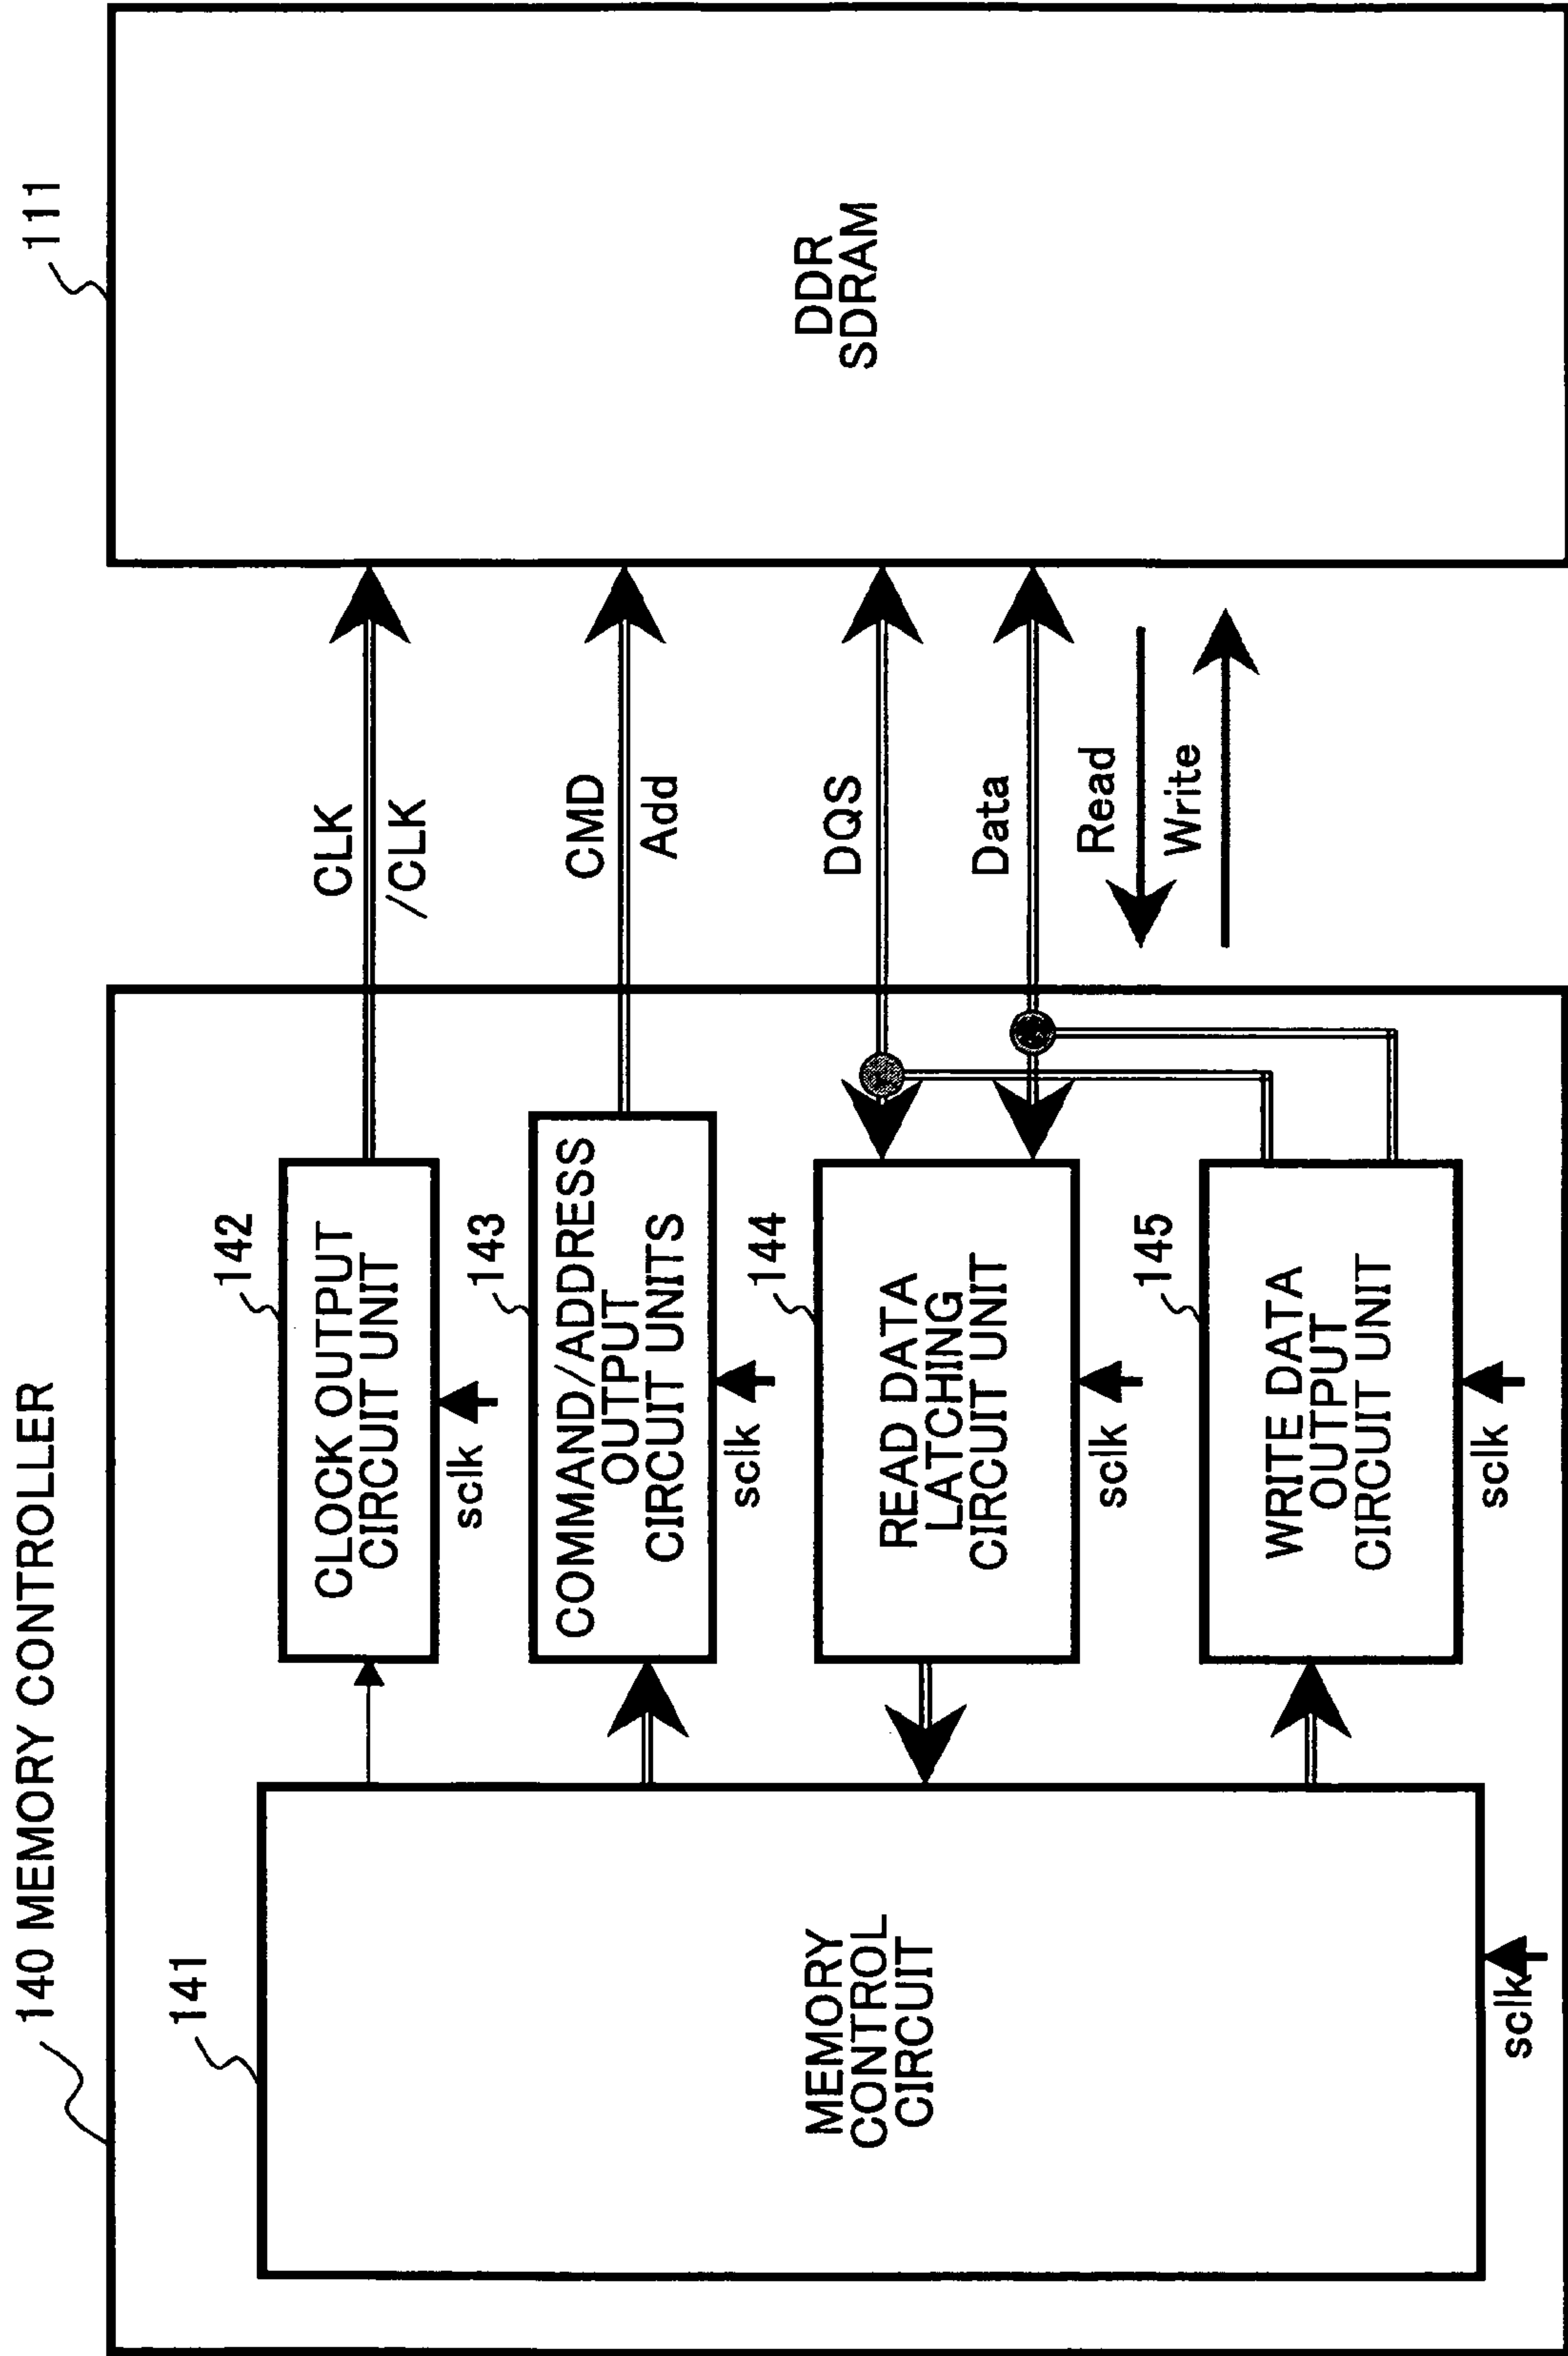 140 MEMORY CONTROLLER
141
MEMORY
CONTROL
CIRCUIT
sclk
142
CLOCK OUTPUT
CIRCUIT UNIT
sclk
143
COMMAND/ADDRESS
OUTPUT
CIRCUIT UNITS
sclk
144
READ DATA
LATCHING
CIRCUIT UNIT
sclk
145
WRITE DATA
OUTPUT
CIRCUIT UNIT
sclk
CLK
/CLK
CMD
Add
DQS
Data
Read
Write
111
DDR
SDRAM